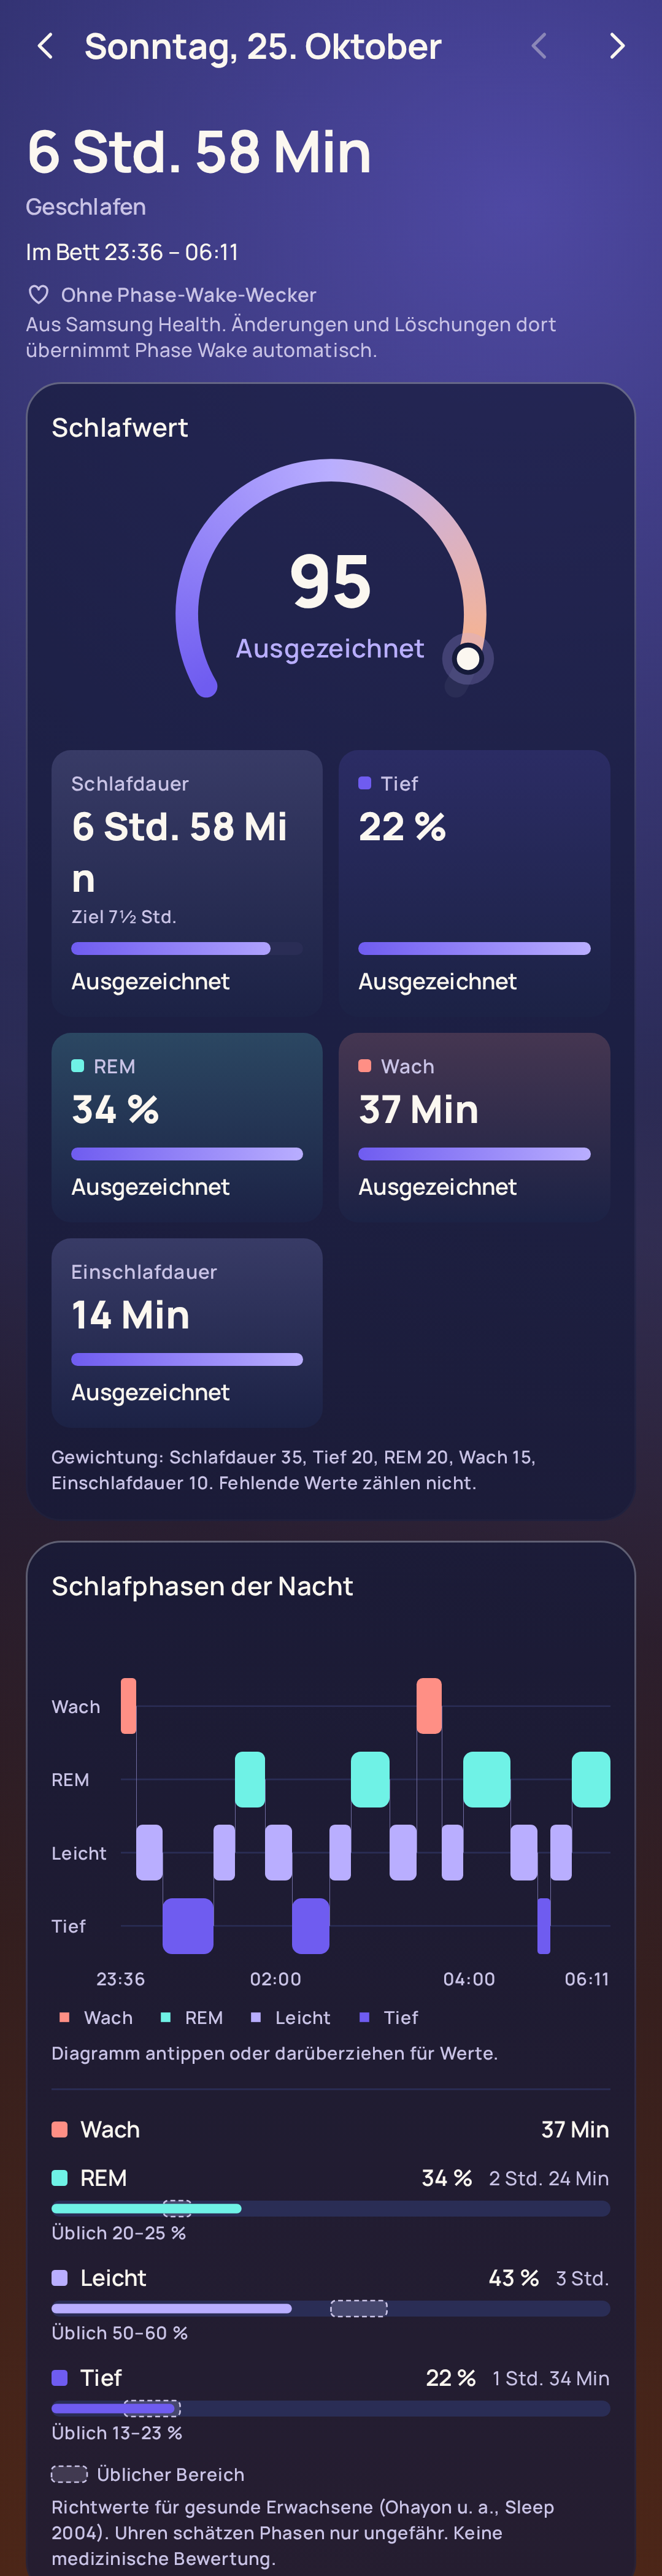 Sonntag, 25. Oktober
6 Std. 58 Min
Geschlafen
Im Bett 23:36 – 06:11
Ohne Phase-Wake-Wecker
Aus Samsung Health. Änderungen und Löschungen dort
übernimmt Phase Wake automatisch.
Schlafwert
95
Ausgezeichnet
Schlafdauer
6 Std. 58 Mi
n
Ziel 7½ Std.
Ausgezeichnet
Tief
22 %
Ausgezeichnet
REM
34 %
Ausgezeichnet
Wach
37 Min
Ausgezeichnet
Einschlafdauer
14 Min
Ausgezeichnet
Gewichtung: Schlafdauer 35, Tief 20, REM 20, Wach 15,
Einschlafdauer 10. Fehlende Werte zählen nicht.
Schlafphasen der Nacht
Wach
REM
Leicht
Tief
23:36 02:00 04:00 06:11
Wach REM Leicht Tief
Diagramm antippen oder darüberziehen für Werte.
Wach 37 Min
REM 34 % 2 Std. 24 Min
Üblich 20–25 %
Leicht 43 % 3 Std.
Üblich 50–60 %
Tief 22 % 1 Std. 34 Min
Üblich 13–23 %
Üblicher Bereich
Richtwerte für gesunde Erwachsene (Ohayon u. a., Sleep
2004). Uhren schätzen Phasen nur ungefähr. Keine
medizinische Bewertung.